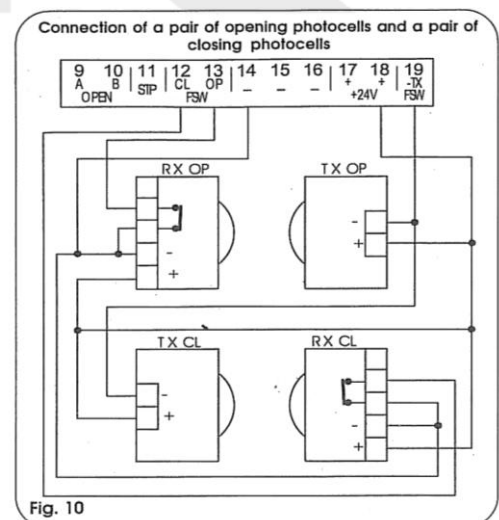 Connection of a pair of opening photocells and a pair of
closing photocells
9 10 11 12 13 14 15 16 17 18 19
A B STP CL OP - - - + + -TX
OPEN FSW +24V FSW
RX OP TX OP
-
+
-
+
TX CL RX CL
-
+
-
+
Fig. 10